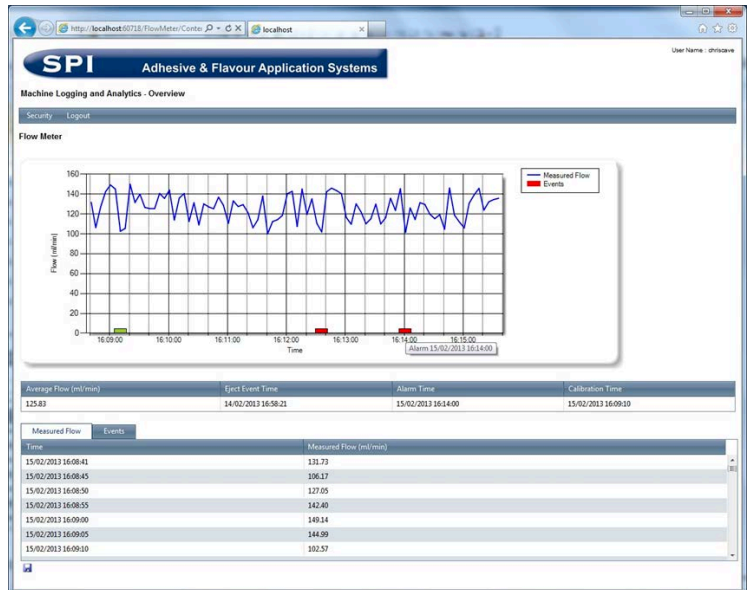 http://localhost:60718/FlowMeter/Conter
localhost
User Name : chriscave
SPI
Adhesive & Flavour Application Systems
Machine Logging and Analytics - Overview
Security Logout
Flow Meter
160
140
120
100
80
60
40
20
0
Flow (ml/min)
16:09:00 16:10:00 16:11:00 16:12:00 16:13:00 16:14:00 16:15:00
Time
Measured Flow
Events
Alarm 15/02/2013 16:14:00
Average Flow (ml/min) Eject Event Time Alarm Time Calibration Time
125.83 14/02/2013 16:58:21 15/02/2013 16:14:00 15/02/2013 16:09:10
Measured Flow Events
Time Measured Flow (ml/min)
15/02/2013 16:08:41 131.73
15/02/2013 16:08:45 106.17
15/02/2013 16:08:50 127.05
15/02/2013 16:08:55 142.40
15/02/2013 16:09:00 149.14
15/02/2013 16:09:05 144.99
15/02/2013 16:09:10 102.57